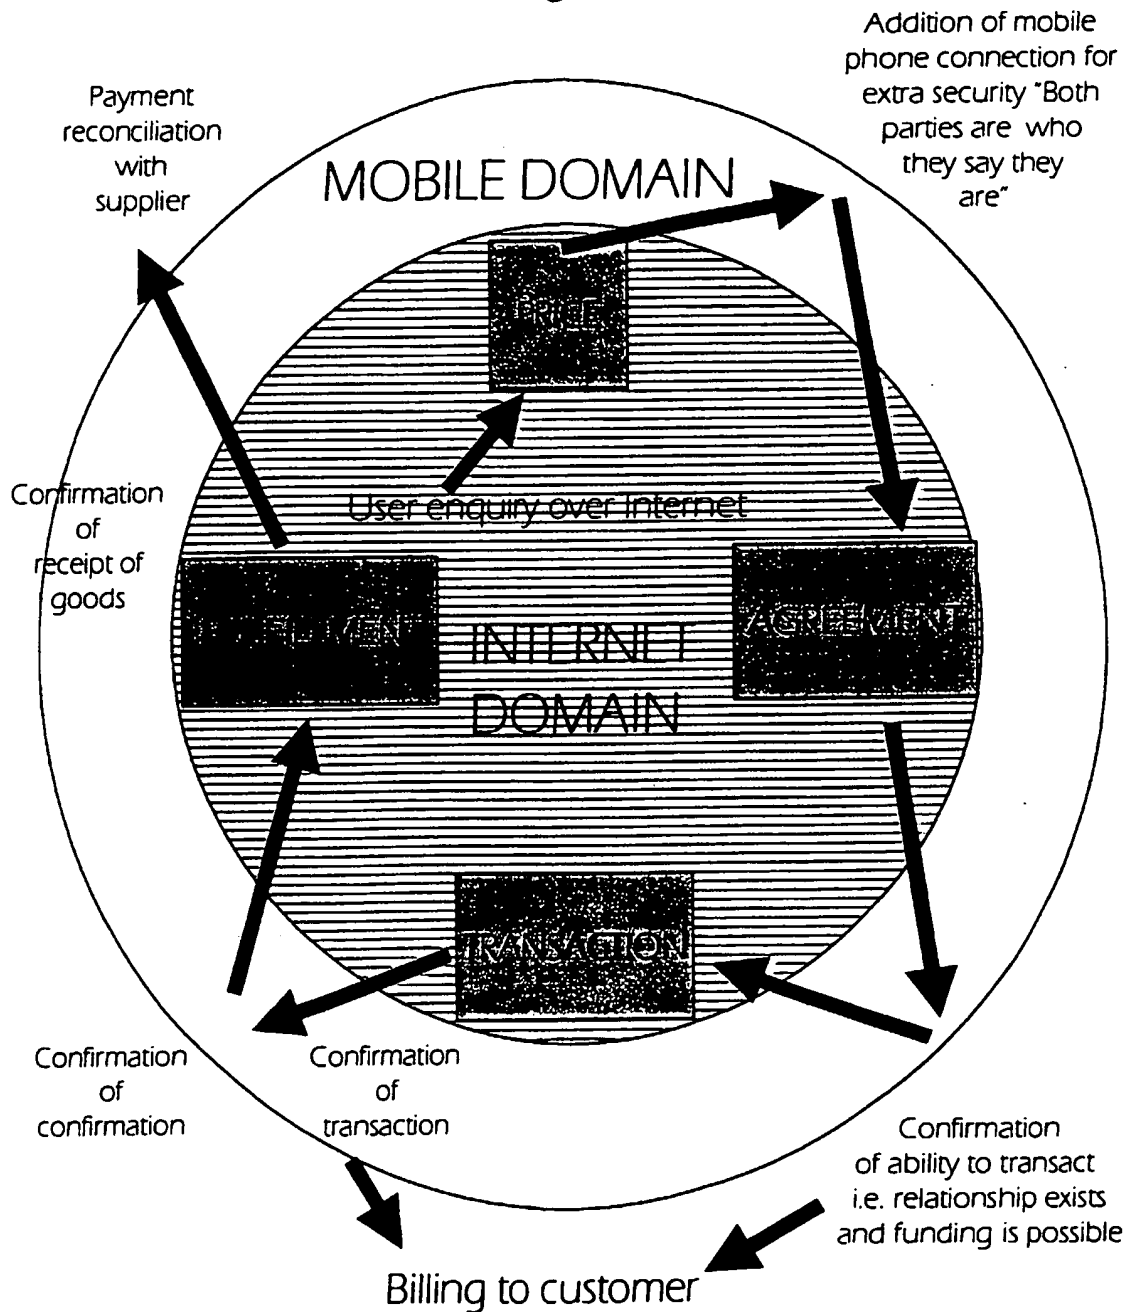 Addition of mobile
phone connection for
extra security "Both
parties are who
they say they
are"
Payment
reconciliation
with
supplier
MOBILE DOMAIN
PRICE
Confirmation
of
receipt of
goods
User enquiry over Internet
FULFILMENT
INTERNET
DOMAIN
AGREEMENT
TRANSACTION
Confirmation
of
confirmation
Confirmation
of
transaction
Confirmation
of ability to transact
i.e. relationship exists
and funding is possible
Billing to customer